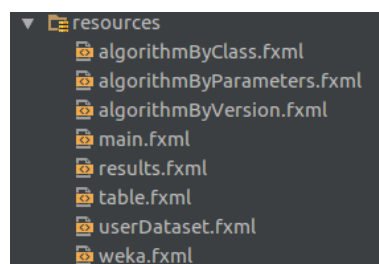 resources
algorithmByClass.fxml
algorithmByParameters.fxml
algorithmByVersion.fxml
main.fxml
results.fxml
table.fxml
userDataset.fxml
weka.fxml